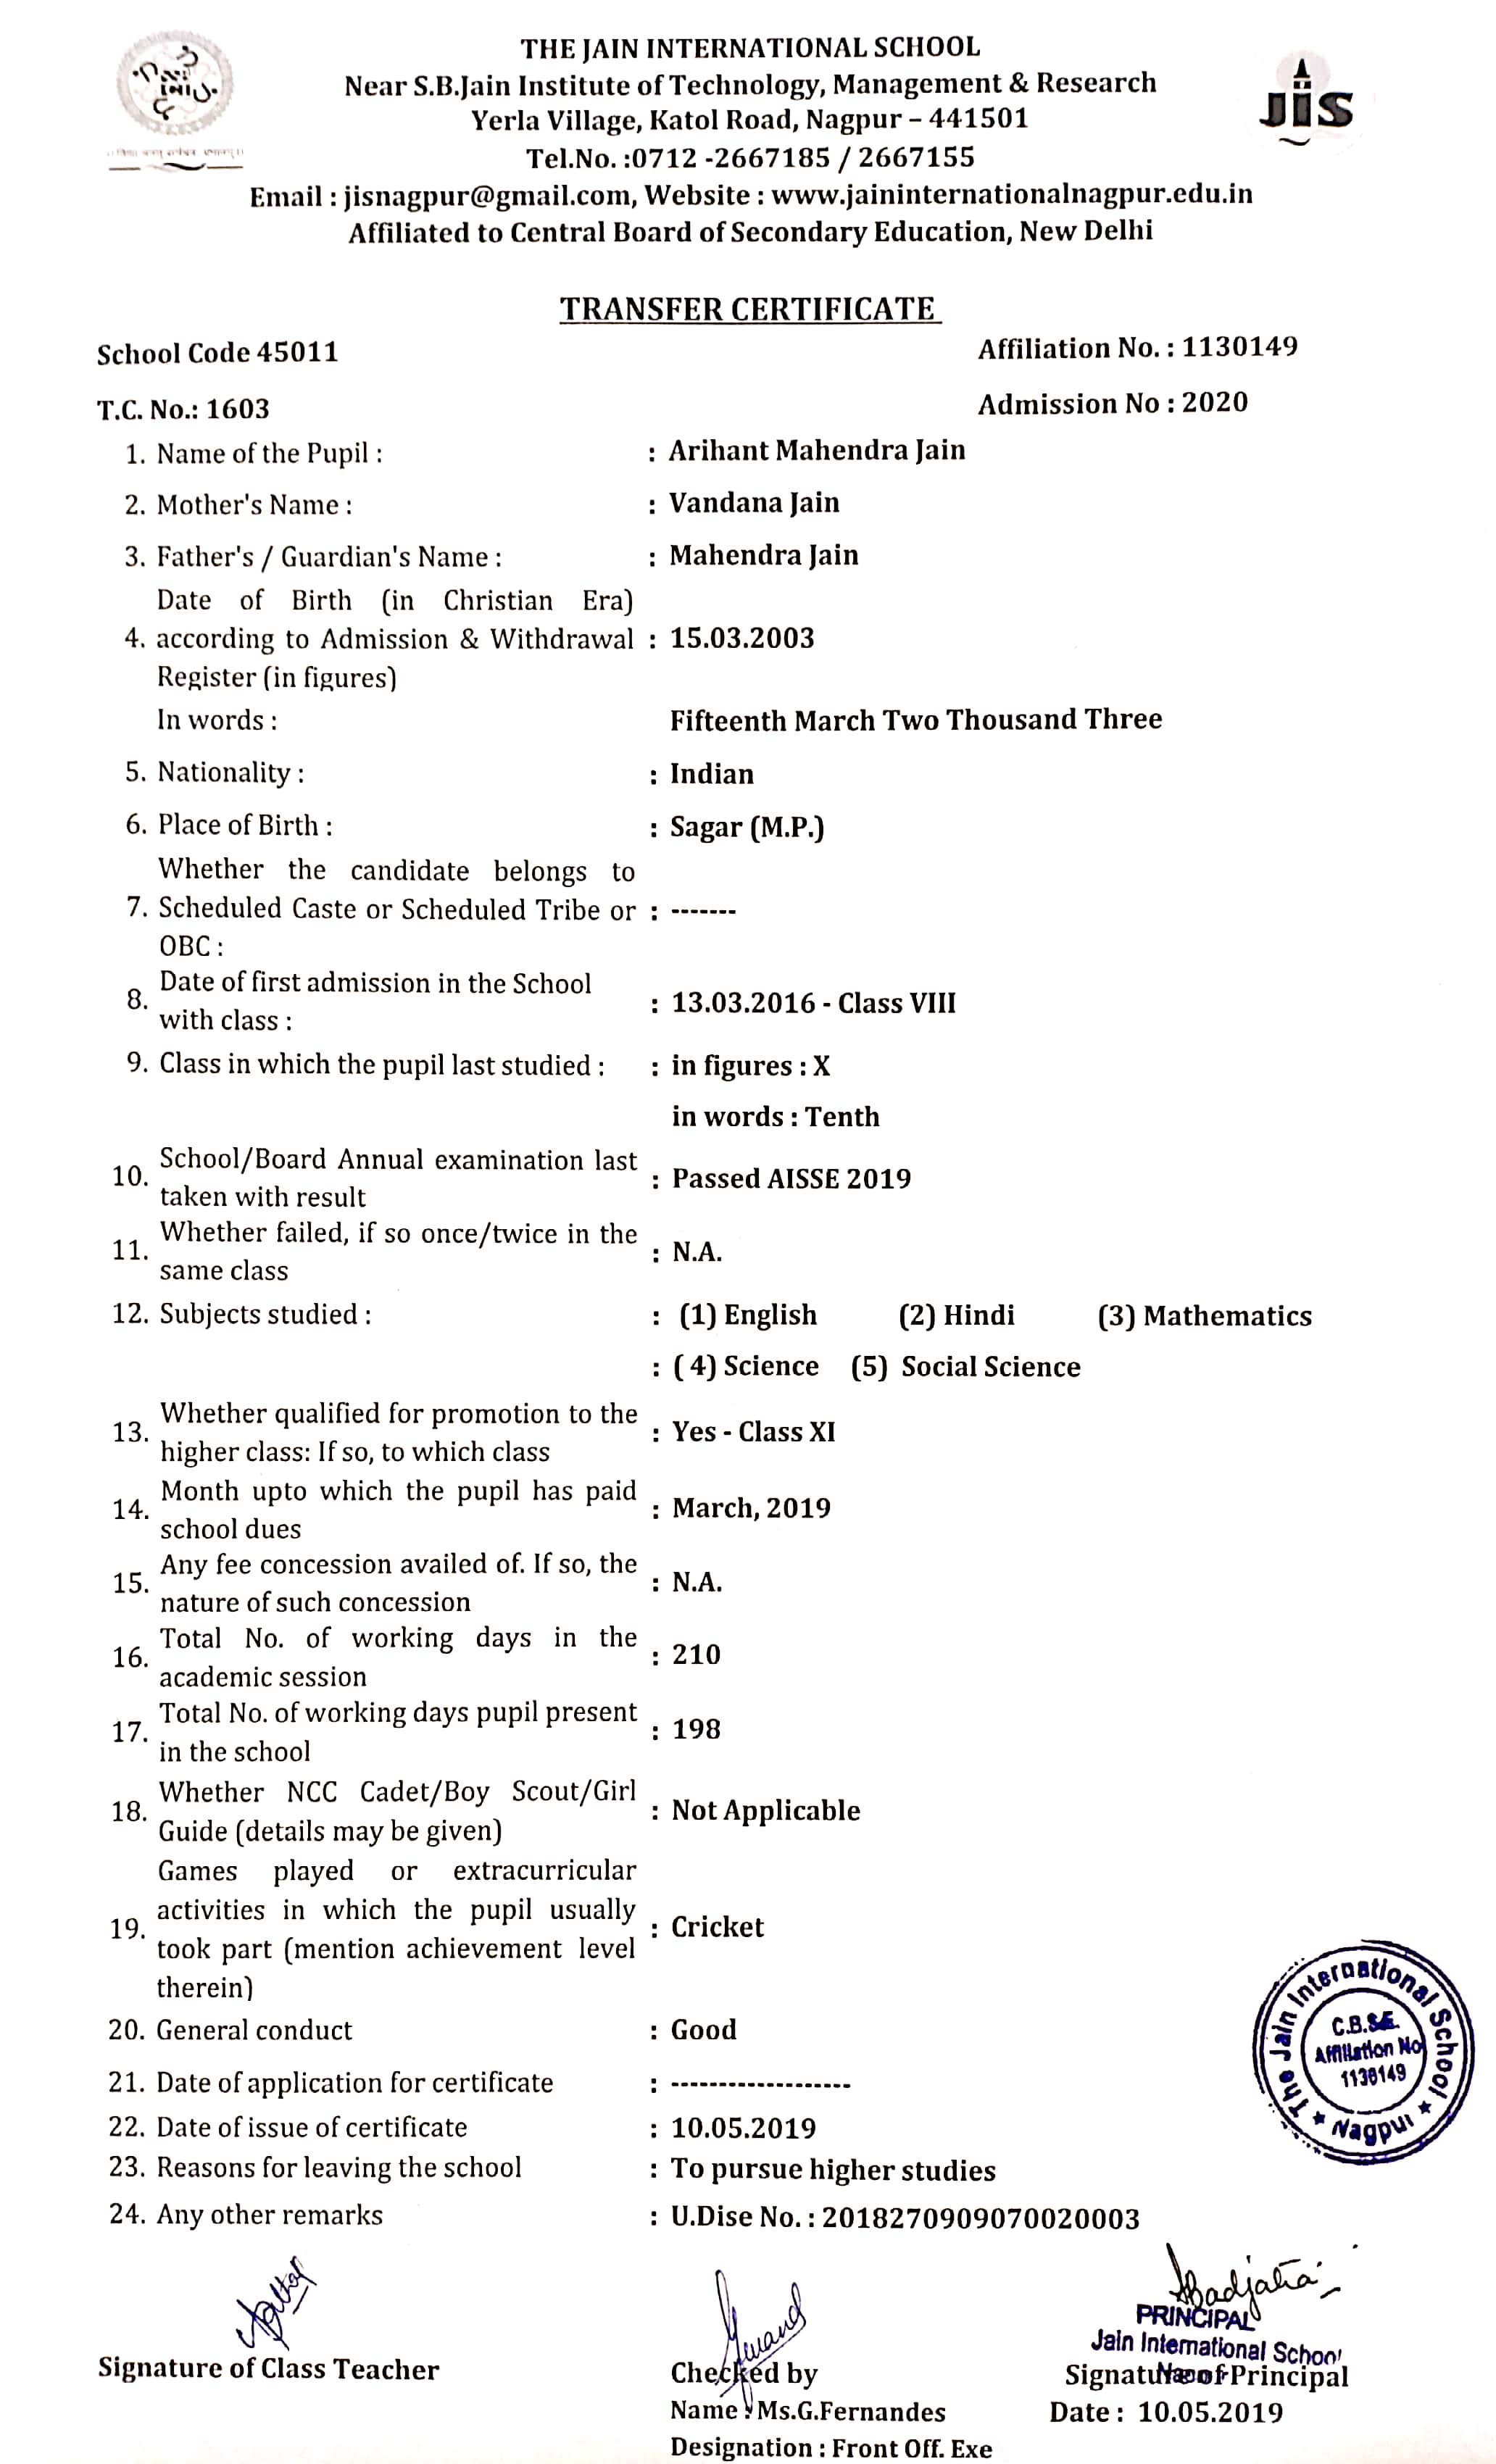 THE JAIN INTERNATIONAL SCHOOL
Near S.B.Jain Institute of Technology, Management & Research
Yerla Village, Katol Road, Nagpur – 441501
Tel.No. :0712 -2667185 / 2667155
Email : jisnagpur@gmail.com, Website : www.jaininternationalnagpur.edu.in
Affiliated to Central Board of Secondary Education, New Delhi
JIS
TRANSFER CERTIFICATE
School Code 45011 Affiliation No. : 1130149
T.C. No.: 1603 Admission No : 2020
1. Name of the Pupil : : Arihant Mahendra Jain
2. Mother's Name : : Vandana Jain
3. Father's / Guardian's Name : : Mahendra Jain
Date of Birth (in Christian Era)
4. according to Admission & Withdrawal : 15.03.2003
Register (in figures)
In words : Fifteenth March Two Thousand Three
5. Nationality : : Indian
6. Place of Birth : : Sagar (M.P.)
Whether the candidate belongs to
7. Scheduled Caste or Scheduled Tribe or : -------
OBC :
8. Date of first admission in the School
with class : : 13.03.2016 - Class VIII
9. Class in which the pupil last studied : : in figures : X
in words : Tenth
10. School/Board Annual examination last
taken with result : Passed AISSE 2019
11. Whether failed, if so once/twice in the
same class : N.A.
12. Subjects studied : : (1) English (2) Hindi (3) Mathematics
: ( 4) Science (5) Social Science
13. Whether qualified for promotion to the
higher class: If so, to which class : Yes - Class XI
14. Month upto which the pupil has paid
school dues : March, 2019
15. Any fee concession availed of. If so, the
nature of such concession : N.A.
16. Total No. of working days in the
academic session : 210
17. Total No. of working days pupil present
in the school : 198
18. Whether NCC Cadet/Boy Scout/Girl
Guide (details may be given) : Not Applicable
Games played or extracurricular
19. activities in which the pupil usually : Cricket
took part (mention achievement level
therein)
The Jain International School ★ Nagpur ★
C.B.S.E.
Affiliation No
1130149
20. General conduct : Good
21. Date of application for certificate : -------------------
22. Date of issue of certificate : 10.05.2019
23. Reasons for leaving the school : To pursue higher studies
24. Any other remarks : U.Dise No. : 2018270909070020003
PRINCIPAL
Jain International School
Signature of Class Teacher Checked by Signature of Principal
Name : Ms.G.Fernandes Date : 10.05.2019
Designation : Front Off. Exe